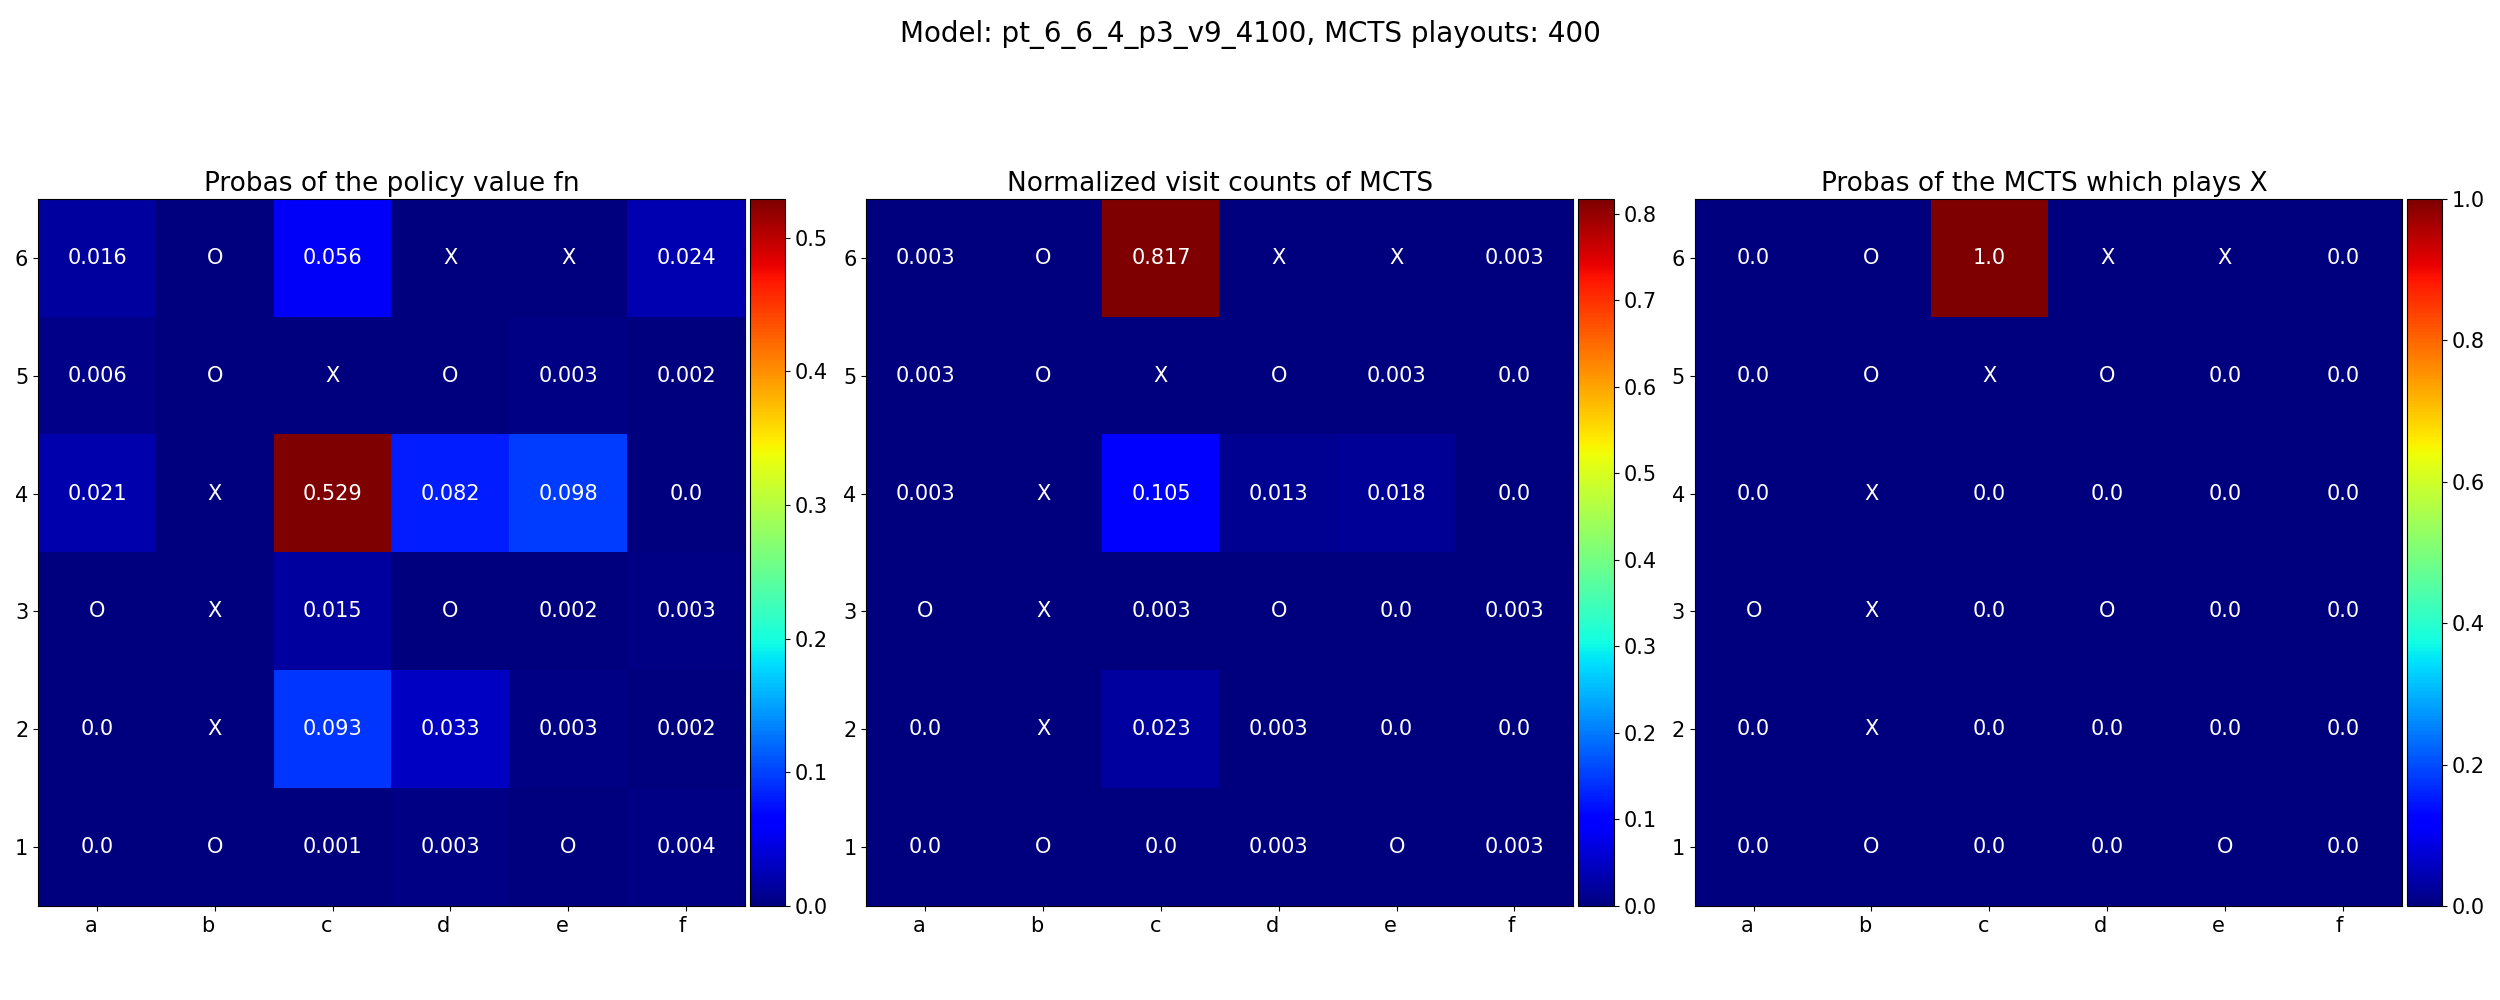 Model: pt_6_6_4_p3_v9_4100, MCTS playouts: 400
Probas of the policy value fn
6 0.016 O 0.056 X X 0.024
5 0.006 O X O 0.003 0.002
4 0.021 X 0.529 0.082 0.098 0.0
3 O X 0.015 O 0.002 0.003
2 0.0 X 0.093 0.033 0.003 0.002
1 0.0 O 0.001 0.003 O 0.004
a b c d e f
0.5
0.4
0.3
0.2
0.1
0.0
Normalized visit counts of MCTS
6 0.003 O 0.817 X X 0.003
5 0.003 O X O 0.003 0.0
4 0.003 X 0.105 0.013 0.018 0.0
3 O X 0.003 O 0.0 0.003
2 0.0 X 0.023 0.003 0.0 0.0
1 0.0 O 0.0 0.003 O 0.003
a b c d e f
0.8
0.7
0.6
0.5
0.4
0.3
0.2
0.1
0.0
Probas of the MCTS which plays X
6 0.0 O 1.0 X X 0.0
5 0.0 O X O 0.0 0.0
4 0.0 X 0.0 0.0 0.0 0.0
3 O X 0.0 O 0.0 0.0
2 0.0 X 0.0 0.0 0.0 0.0
1 0.0 O 0.0 0.0 O 0.0
a b c d e f
1.0
0.8
0.6
0.4
0.2
0.0